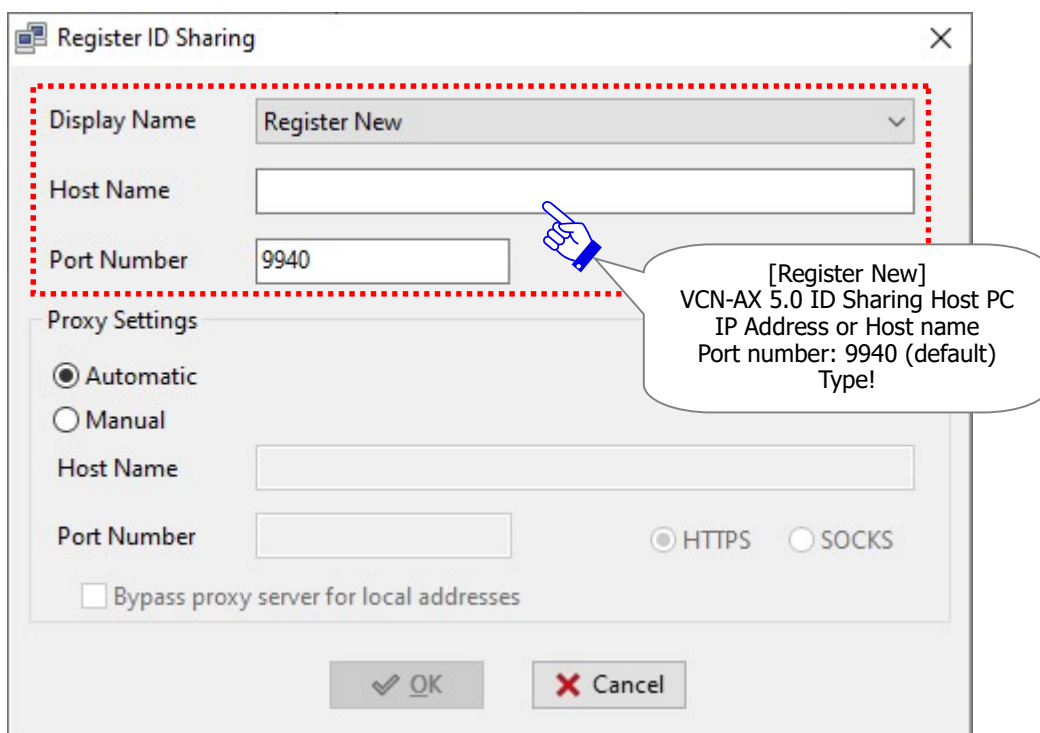 Register ID Sharing
Display Name
Register New
Host Name
Port Number
9940
[Register New]
VCN-AX 5.0 ID Sharing Host PC
IP Address or Host name
Port number: 9940 (default)
Type!
Proxy Settings
Automatic
Manual
Host Name
Port Number
HTTPS
SOCKS
Bypass proxy server for local addresses
OK
Cancel